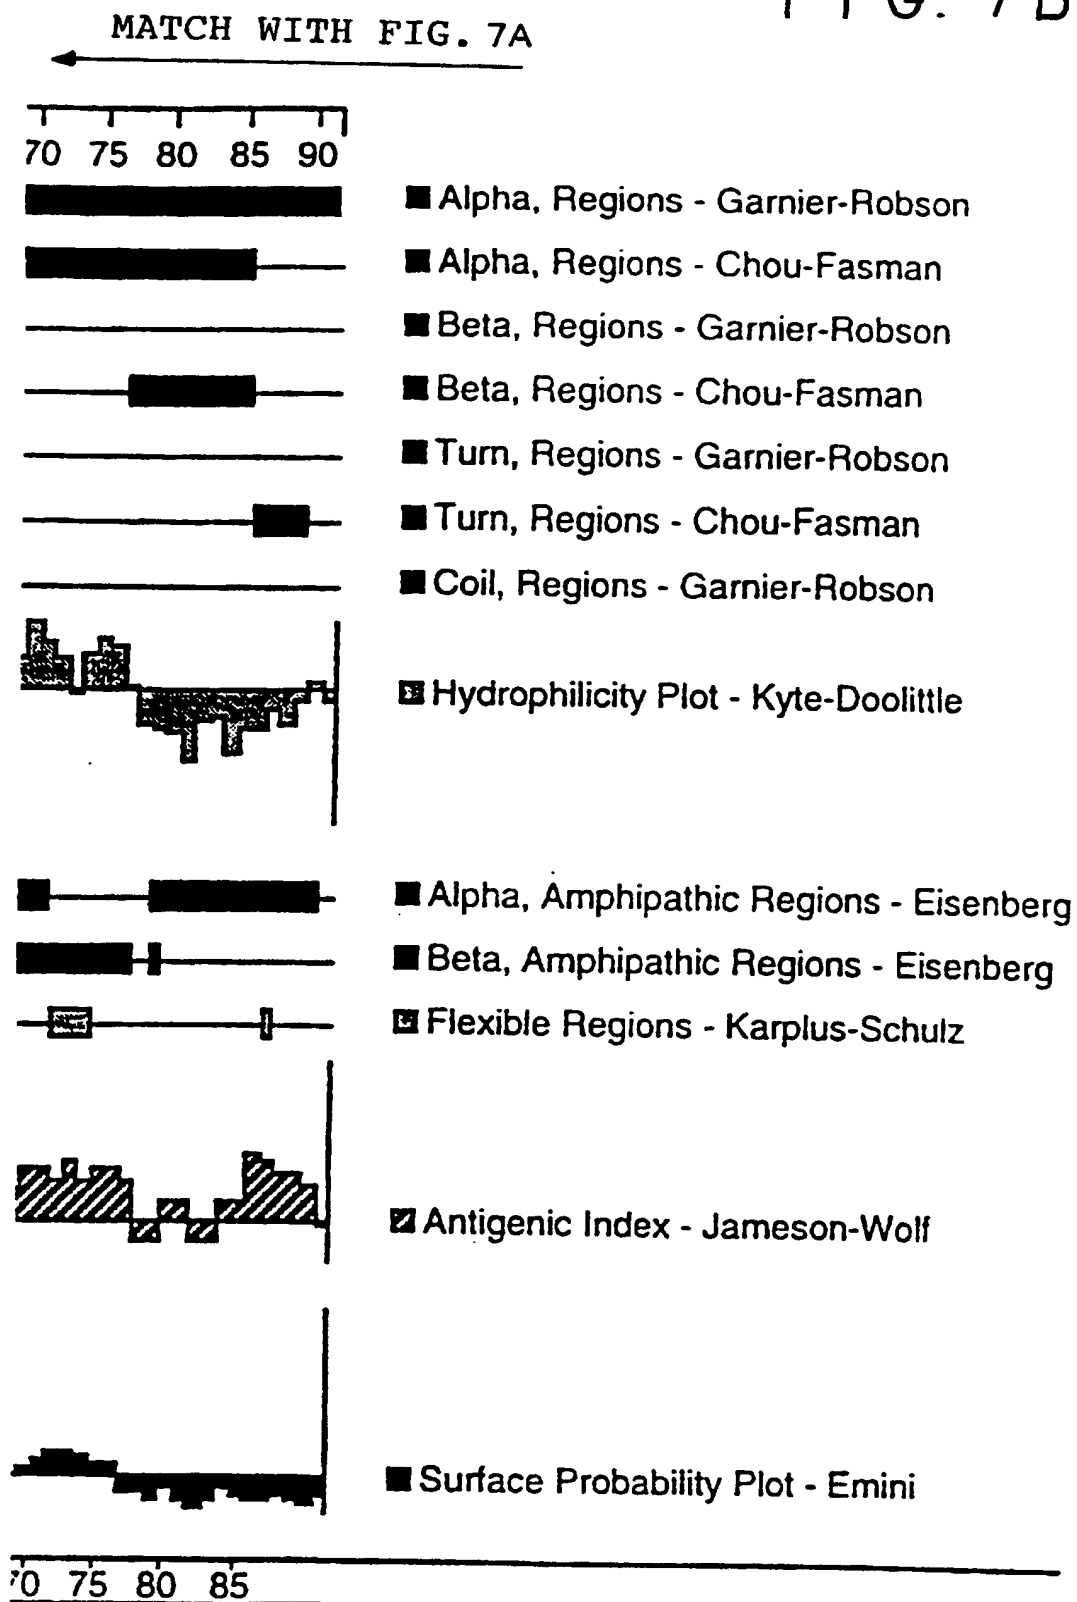 FIG. 7B
MATCH WITH FIG. 7A
70 75 80 85 90
Alpha, Regions - Garnier-Robson
Alpha, Regions - Chou-Fasman
Beta, Regions - Garnier-Robson
Beta, Regions - Chou-Fasman
Turn, Regions - Garnier-Robson
Turn, Regions - Chou-Fasman
Coil, Regions - Garnier-Robson
Hydrophilicity Plot - Kyte-Doolittle
Alpha, Amphipathic Regions - Eisenberg
Beta, Amphipathic Regions - Eisenberg
Flexible Regions - Karplus-Schulz
Antigenic Index - Jameson-Wolf
Surface Probability Plot - Emini
70 75 80 85